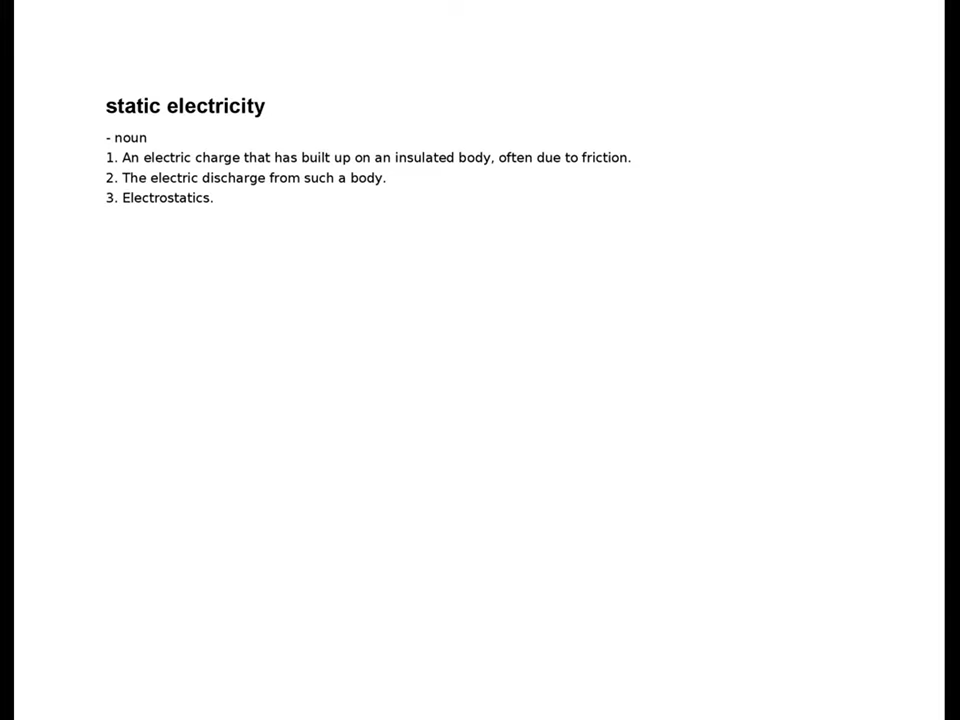 static electricity
- noun
1. An electric charge that has built up on an insulated body, often due to friction.
2. The electric discharge from such a body.
3. Electrostatics.